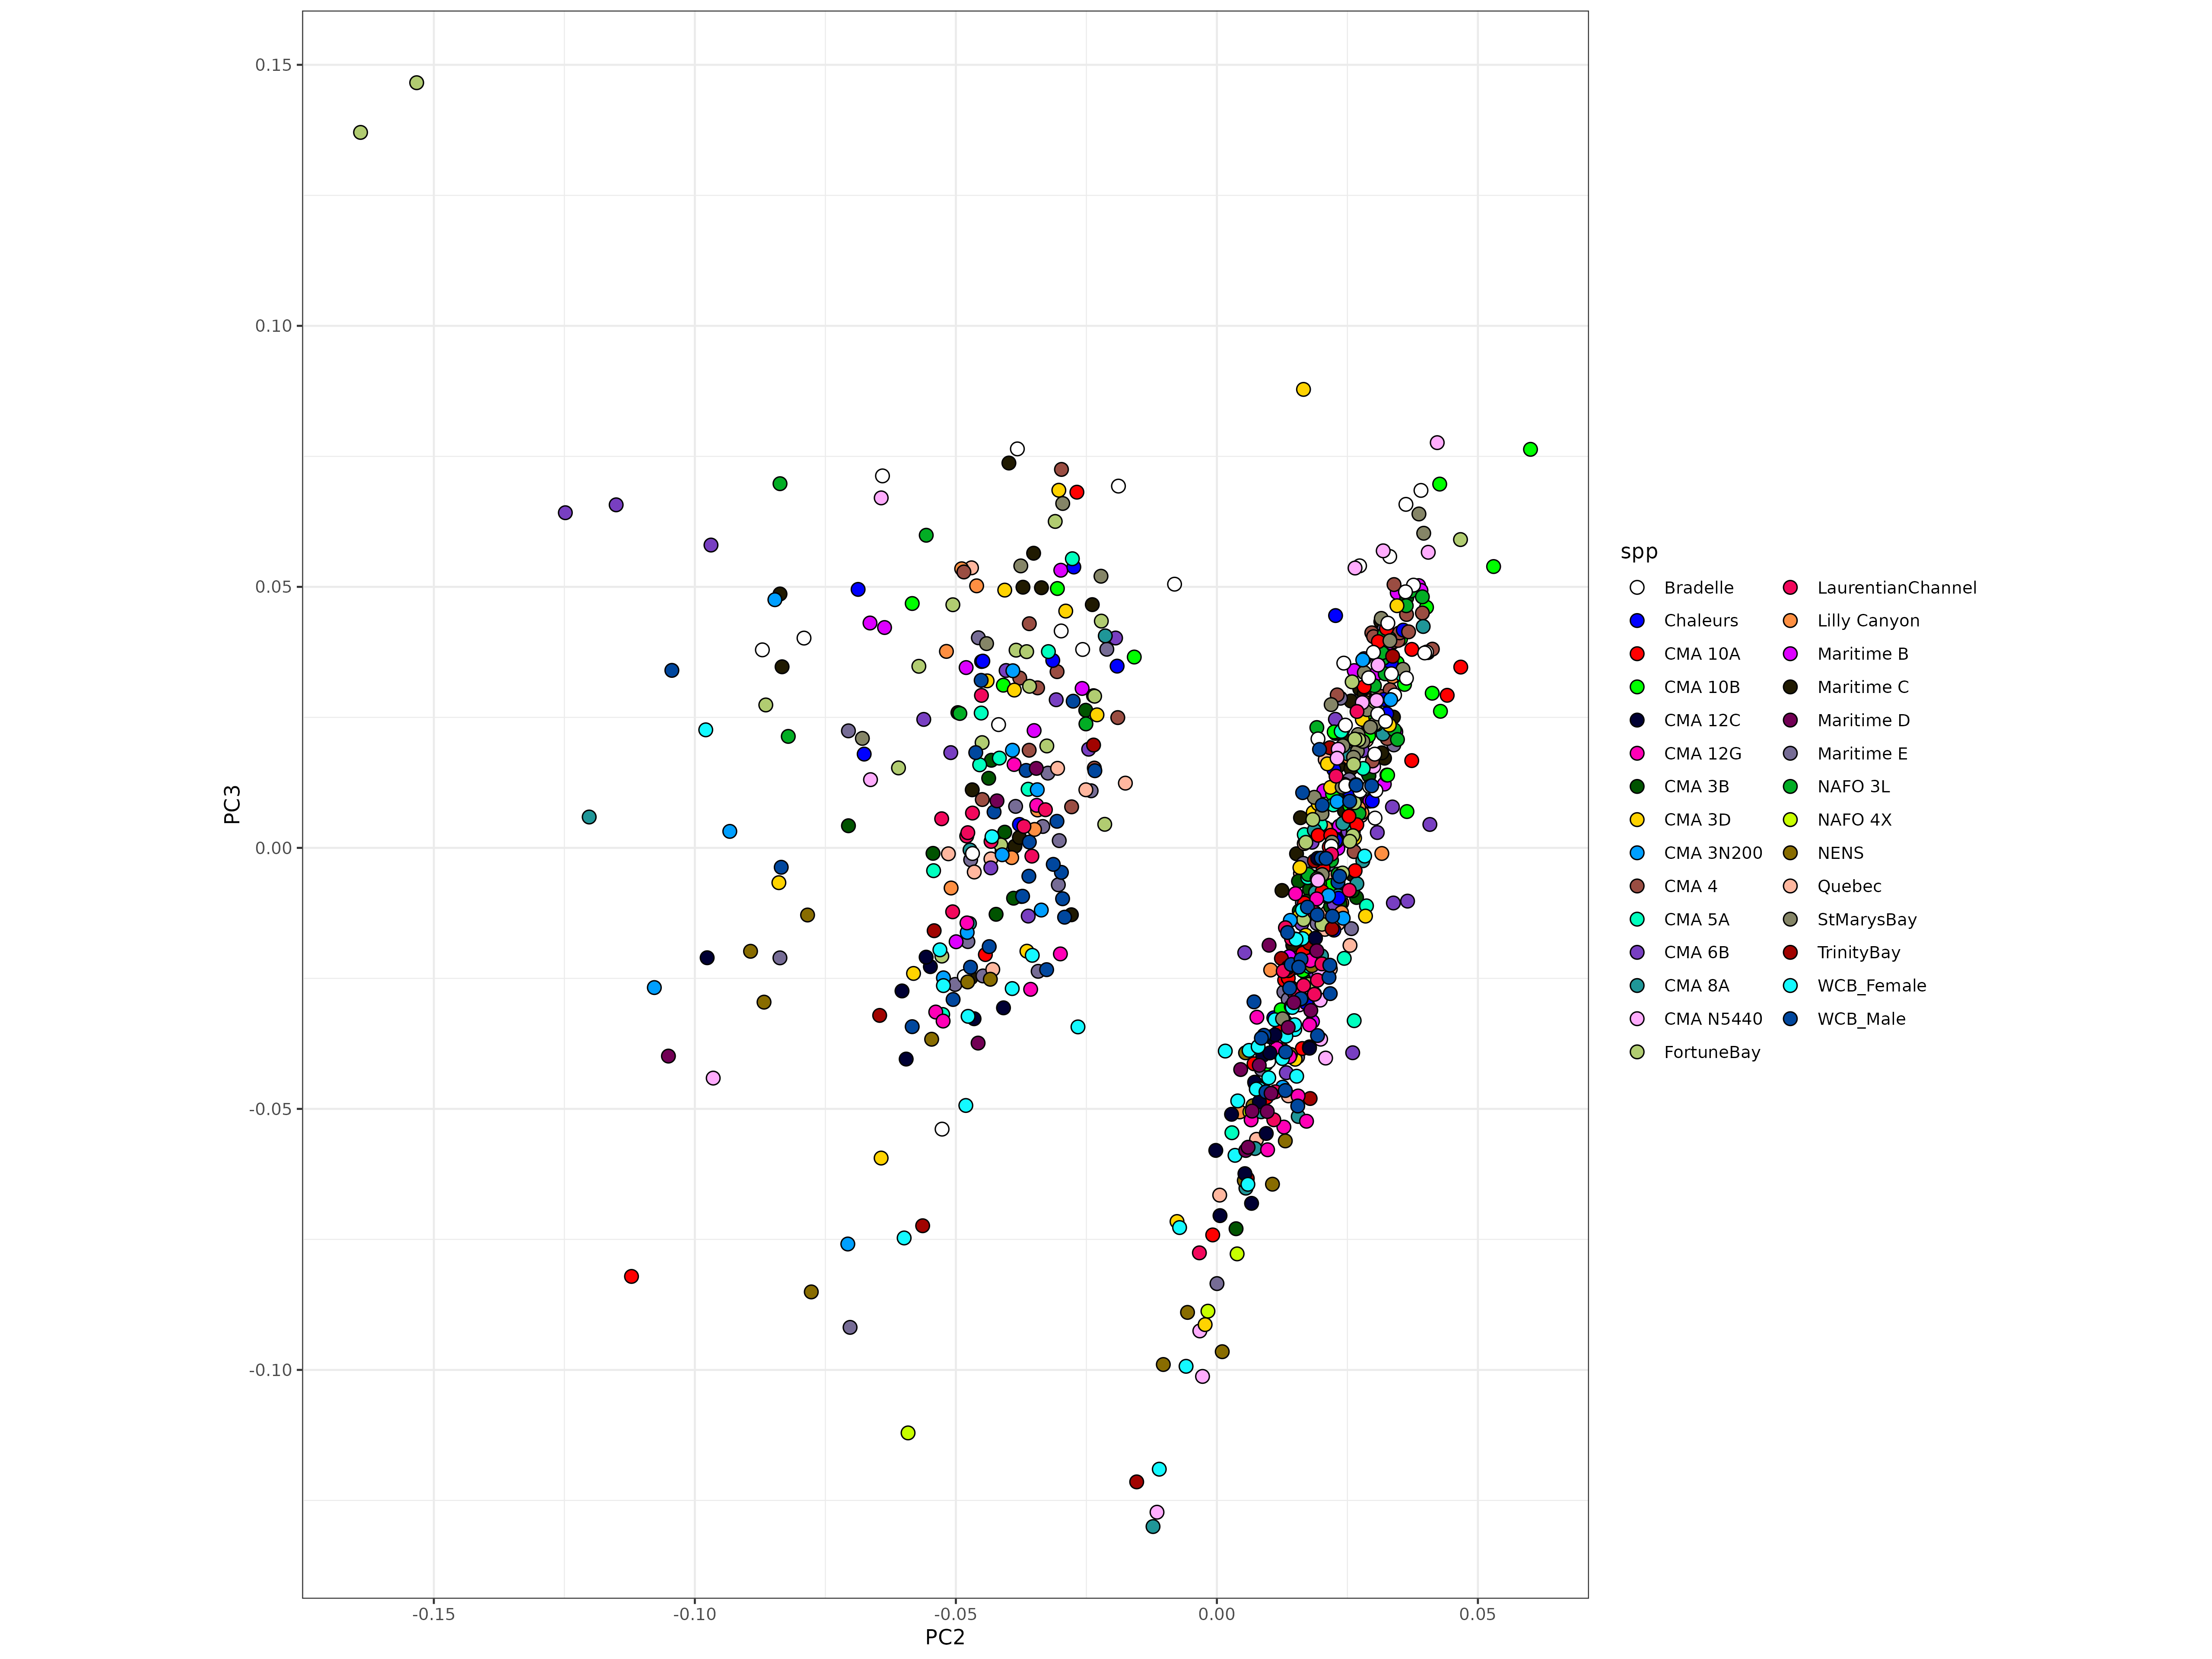 0.15
0.10
0.05
0.00
-0.05
-0.10
PC3
-0.15
-0.10
-0.05
0.00
0.05
PC2
spp
Bradelle
Chaleurs
CMA 10A
CMA 10B
CMA 12C
CMA 12G
CMA 3B
CMA 3D
CMA 3N200
CMA 4
CMA 5A
CMA 6B
CMA 8A
CMA N5440
FortuneBay
LaurentianChannel
Lilly Canyon
Maritime B
Maritime C
Maritime D
Maritime E
NAFO 3L
NAFO 4X
NENS
Quebec
StMarysBay
TrinityBay
WCB_Female
WCB_Male